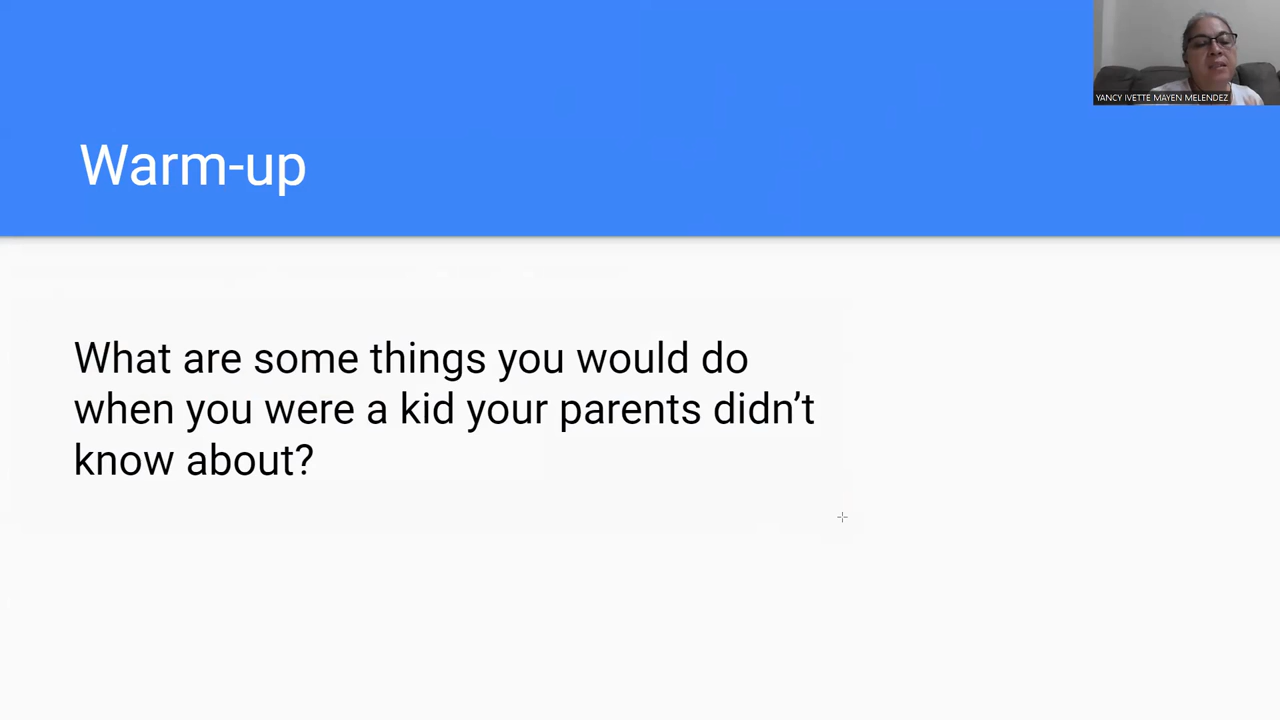 YANCY IVETTE MAYEN MELENDEZ
Warm-up
What are some things you would do
when you were a kid your parents didn’t
know about?